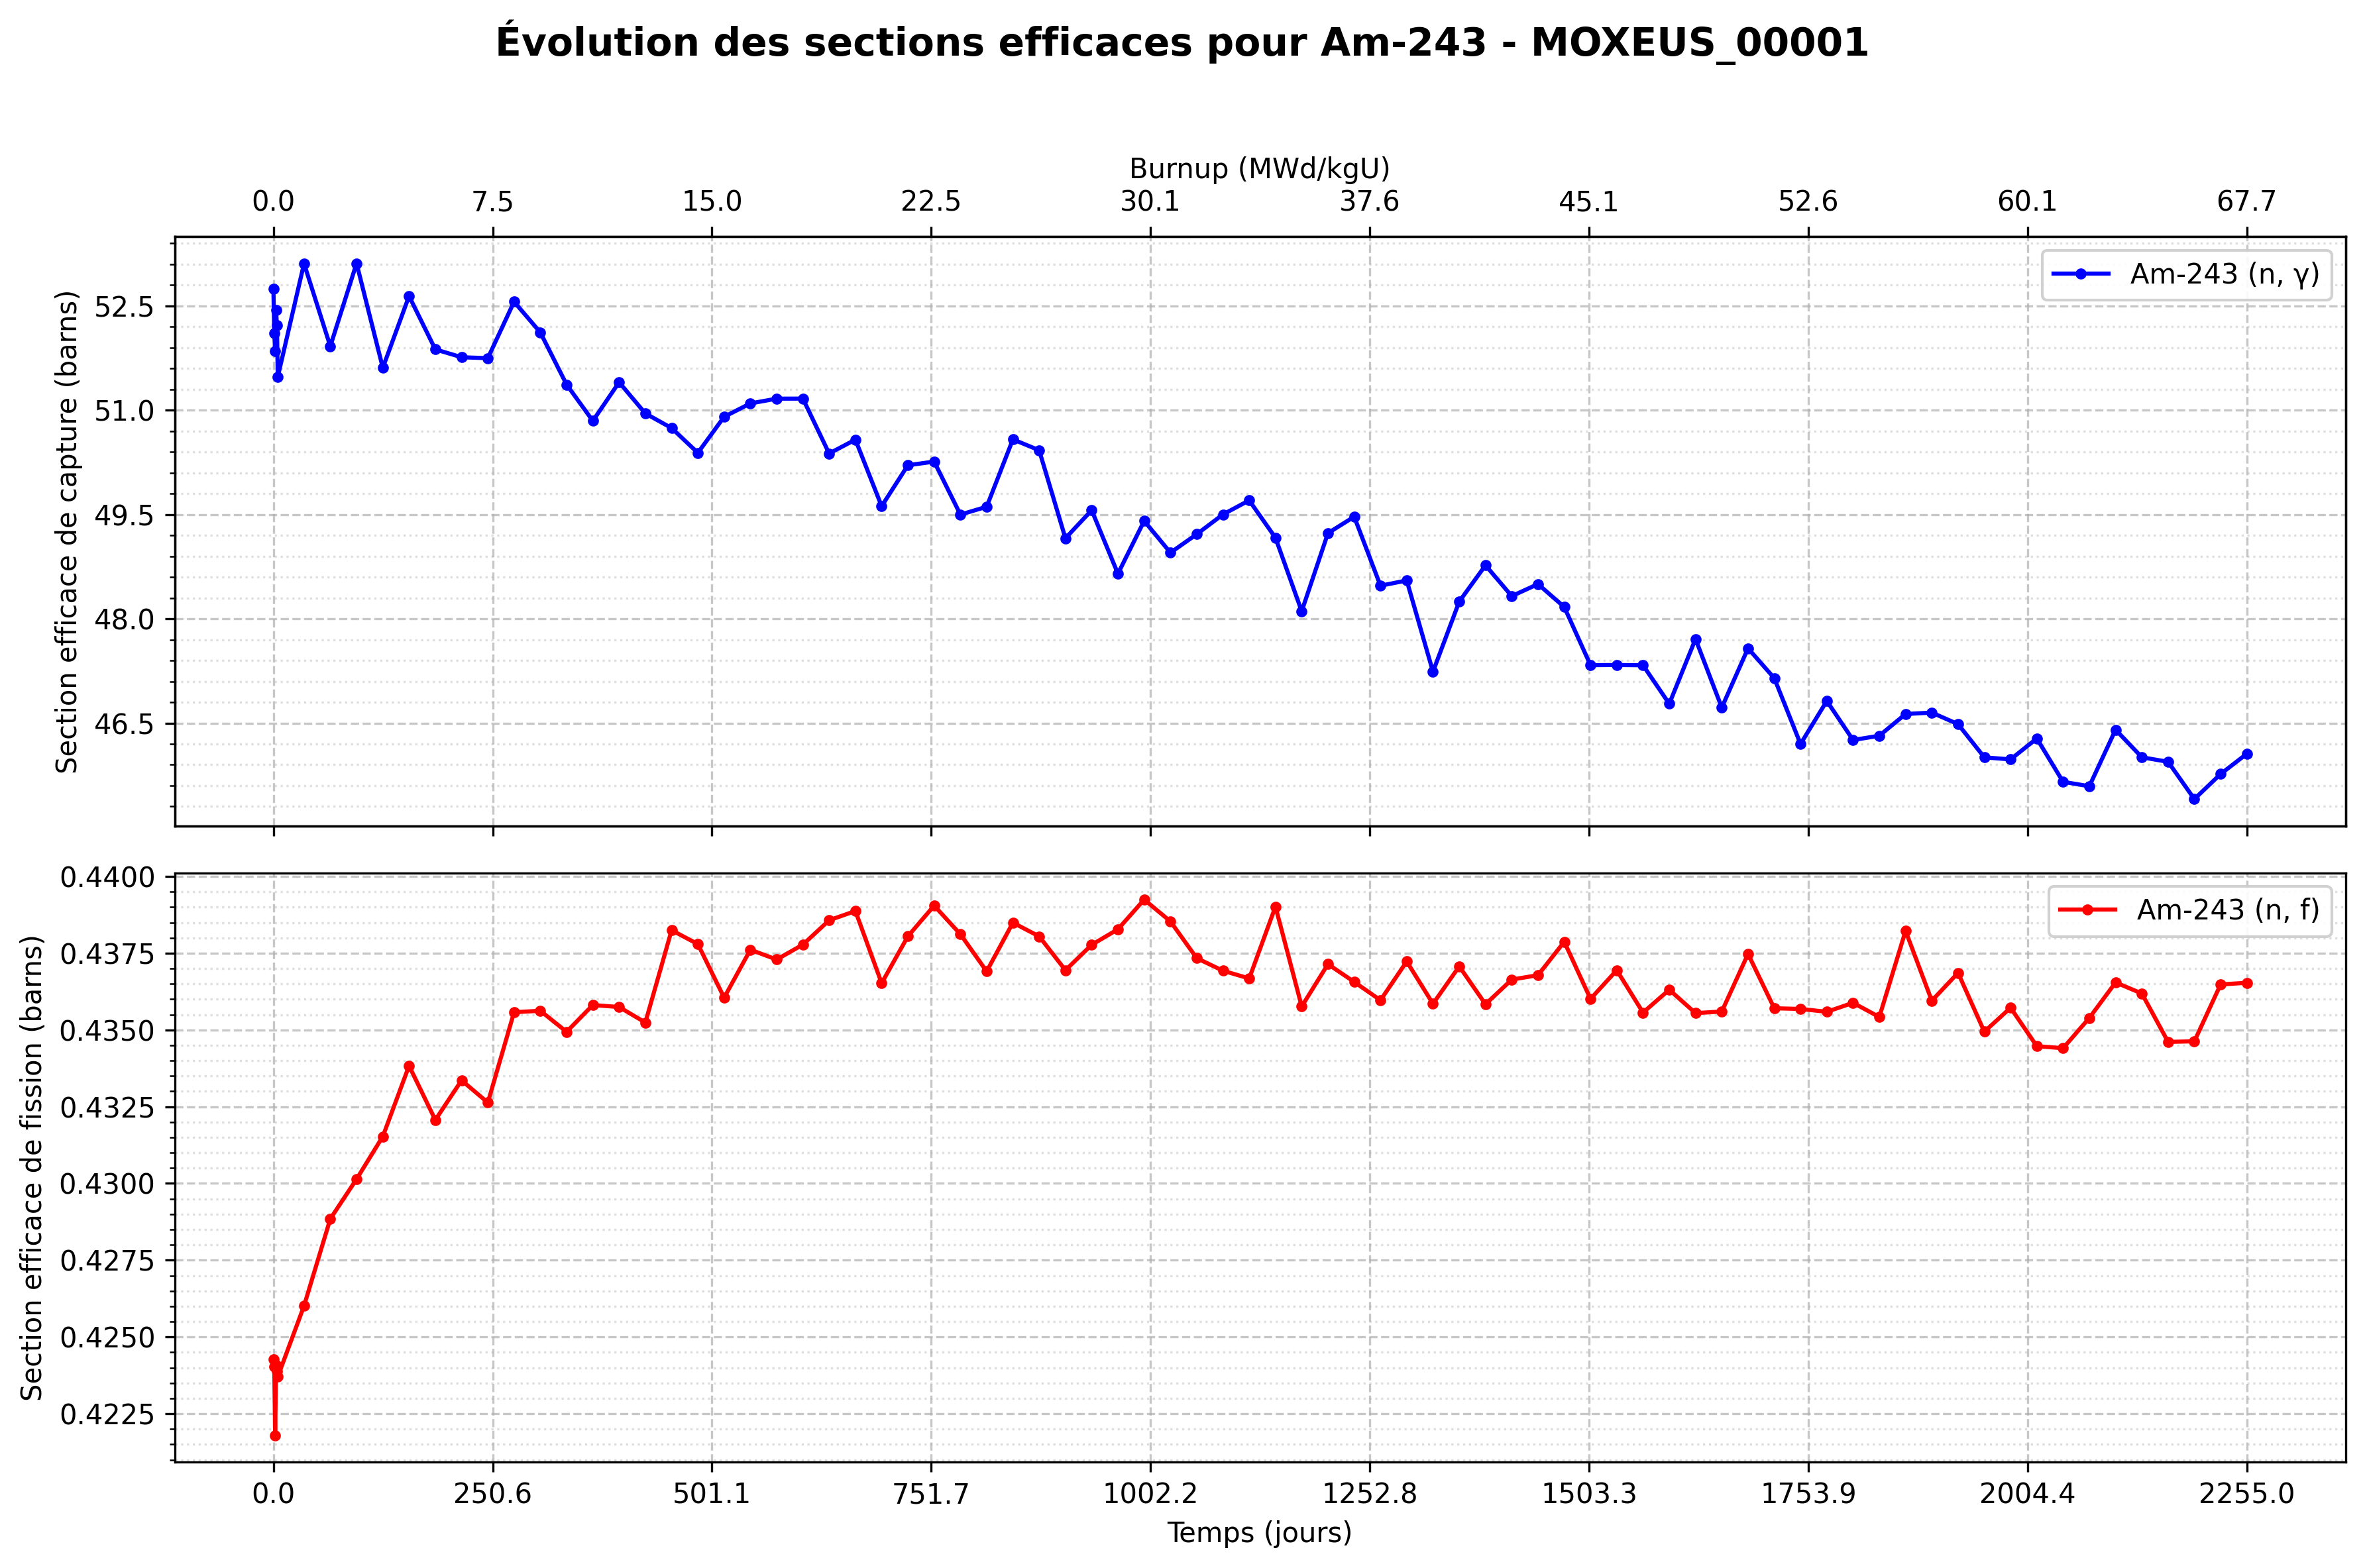 Évolution des sections efficaces pour Am-243 - MOXEUS_00001
Burnup (MWd/kgU)
0.0 7.5 15.0 22.5 30.1 37.6 45.1 52.6 60.1 67.7
Section efficace de capture (barns)
52.5
51.0
49.5
48.0
46.5
Am-243 (n, γ)
Section efficace de fission (barns)
0.4400
0.4375
0.4350
0.4325
0.4300
0.4275
0.4250
0.4225
Am-243 (n, f)
0.0 250.6 501.1 751.7 1002.2 1252.8 1503.3 1753.9 2004.4 2255.0
Temps (jours)